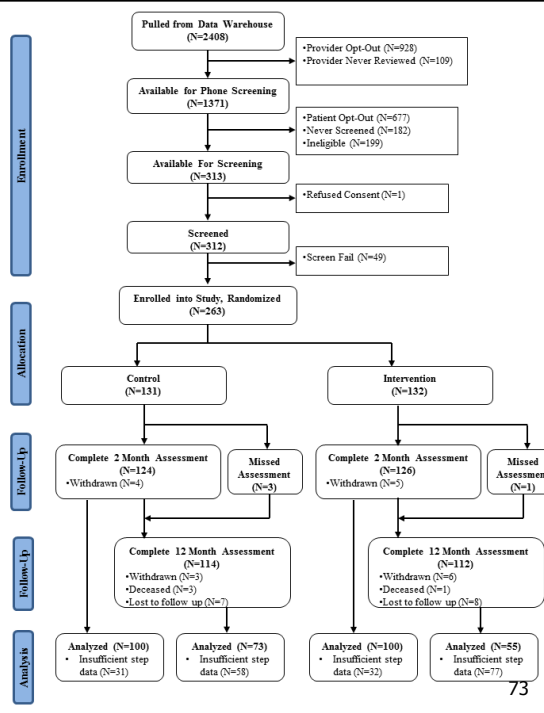 Pulled from Data Warehouse
(N=2408)
•Provider Opt-Out (N=928)
•Provider Never Reviewed (N=109)
Available for Phone Screening
(N=1371)
•Patient Opt-Out (N=677)
•Never Screened (N=182)
•Ineligible (N=199)
Available For Screening
(N=313)
•Refused Consent (N=1)
Screened
(N=312)
•Screen Fail (N=49)
Enrolled into Study, Randomized
(N=263)
Enrollment
Allocation
Control
(N=131)
Intervention
(N=132)
Follow-Up
Complete 2 Month Assessment
(N=124)
•Withdrawn (N=4)
Missed
Assessment
(N=3)
Complete 2 Month Assessment
(N=126)
•Withdrawn (N=5)
Missed
Assessment
(N=1)
Follow-Up
Complete 12 Month Assessment
(N=114)
•Withdrawn (N=3)
•Deceased (N=3)
•Lost to follow up (N=7)
Complete 12 Month Assessment
(N=112)
•Withdrawn (N=6)
•Deceased (N=1)
•Lost to follow up (N=8)
Analysis
Analyzed (N=100)
• Insufficient step
data (N=31)
Analyzed (N=73)
• Insufficient step
data (N=58)
Analyzed (N=100)
• Insufficient step
data (N=32)
Analyzed (N=55)
• Insufficient step
data (N=77)
73